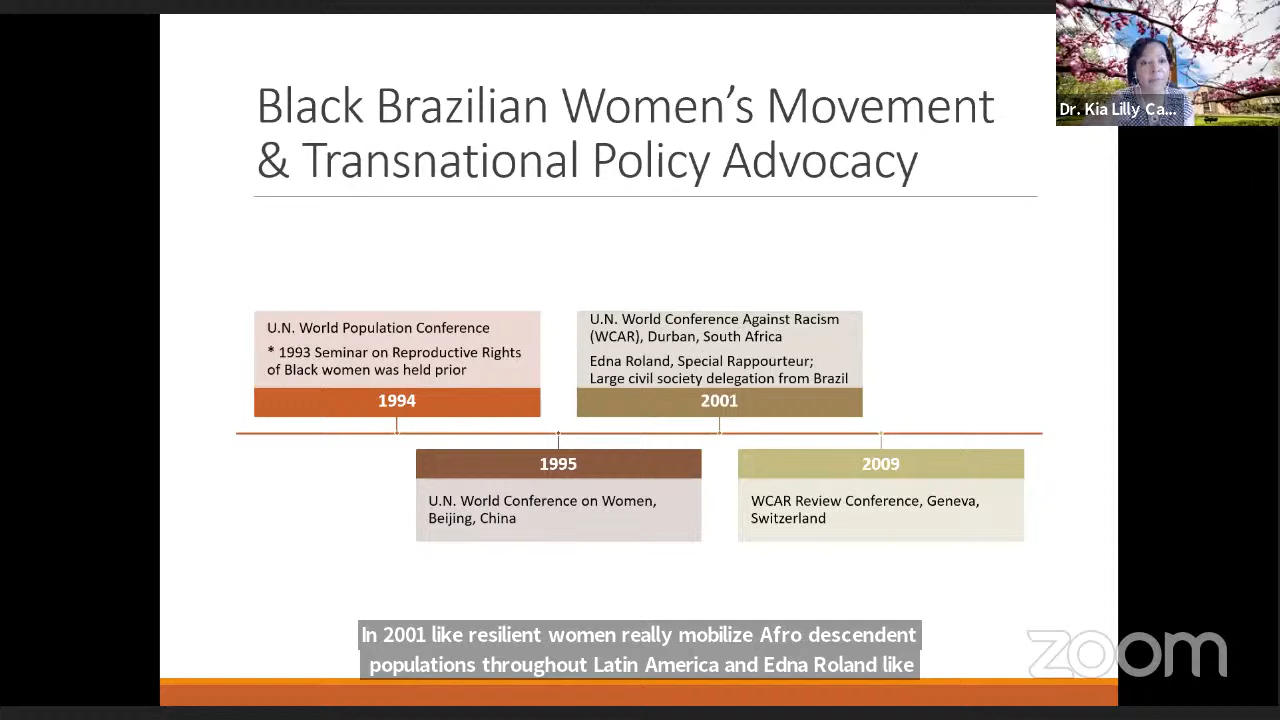 Black Brazilian Women's Movement
& Transnational Policy Advocacy
Dr. Kia Lilly Ca...
U.N. World Population Conference
* 1993 Seminar on Reproductive Rights
of Black women was held prior
1994
U.N. World Conference Against Racism
(WCAR), Durban, South Africa
Edna Roland, Special Rappourteur;
Large civil society delegation from Brazil
2001
1995
U.N. World Conference on Women,
Beijing, China
2009
WCAR Review Conference, Geneva,
Switzerland
In 2001 like resilient women really mobilize Afro descendent
populations throughout Latin America and Edna Roland like
zoom